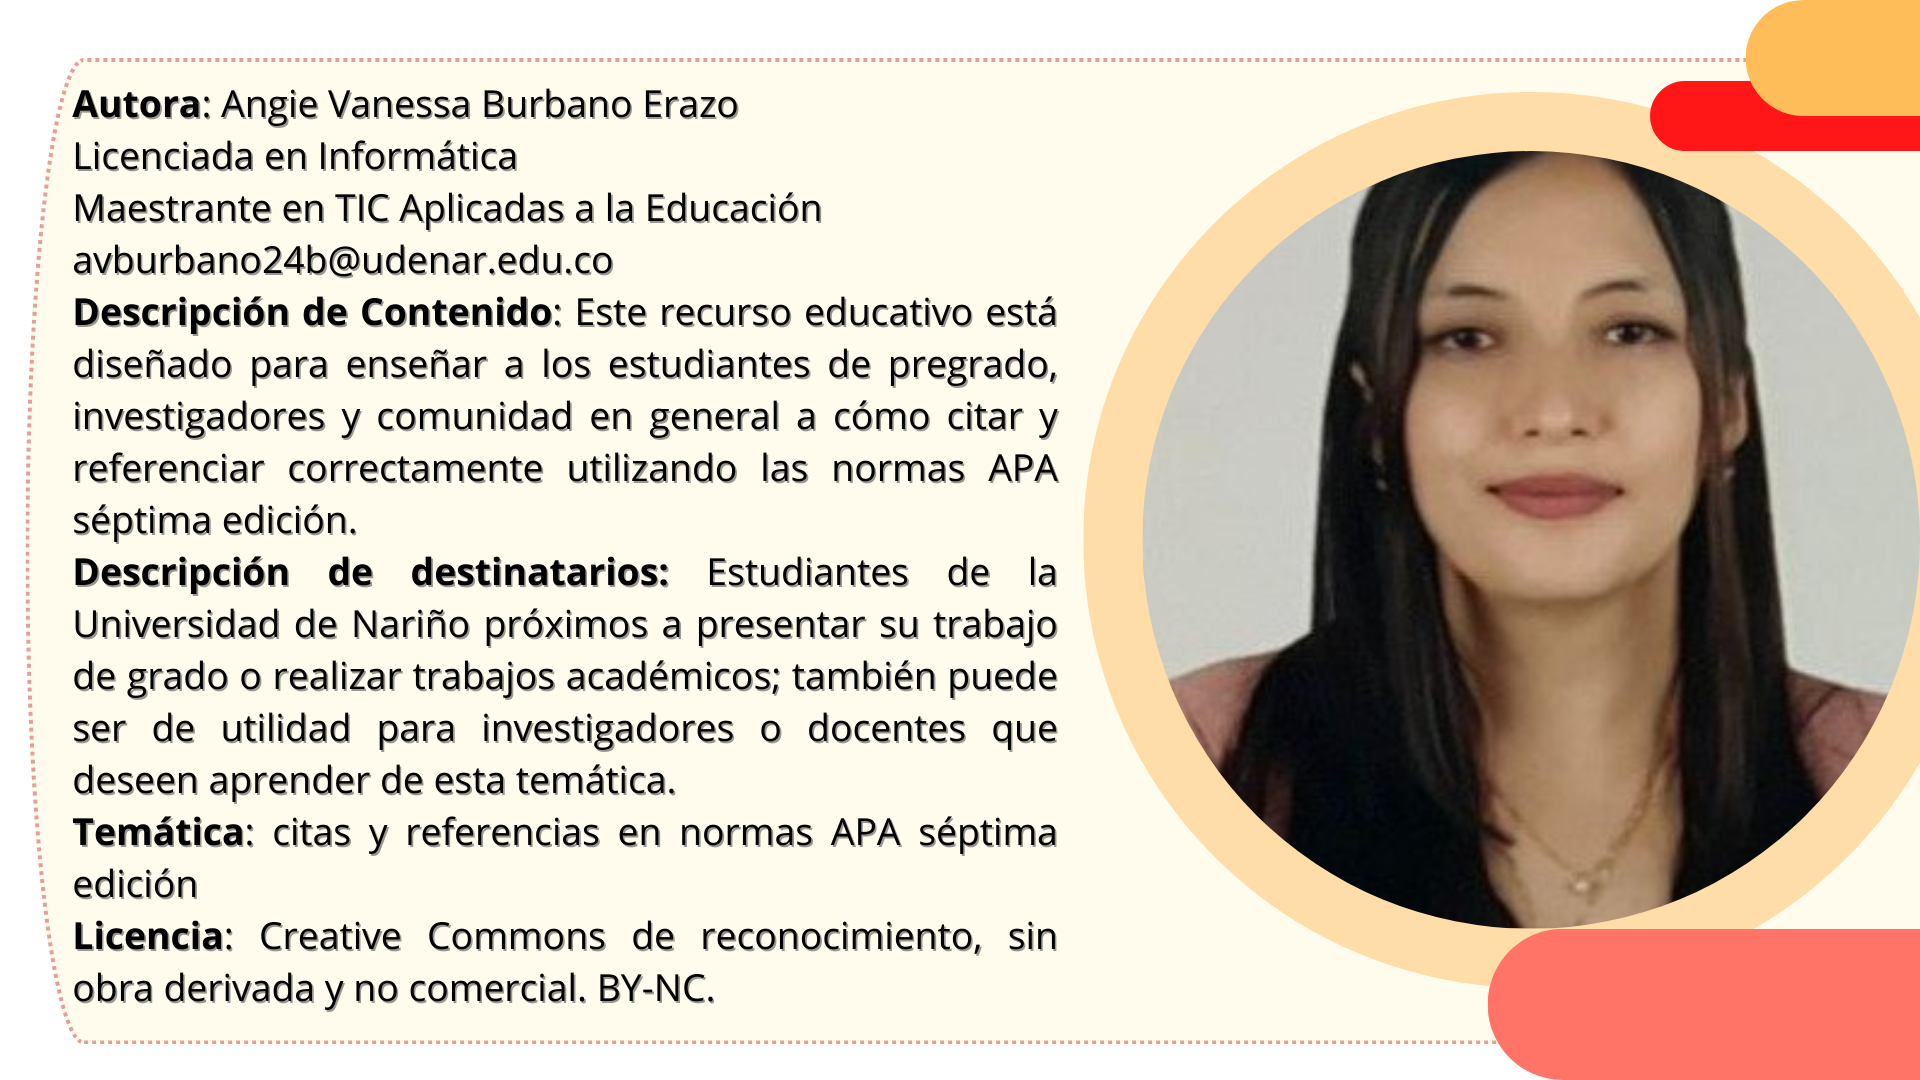 Autora: Angie Vanessa Burbano Erazo
Licenciada en Informática
Maestrante en TIC Aplicadas a la Educación
avburbano24b@udenar.edu.co
Descripción de Contenido: Este recurso educativo está
diseñado para enseñar a los estudiantes de pregrado,
investigadores y comunidad en general a cómo citar y
referenciar correctamente utilizando las normas APA
séptima edición.
Descripción de destinatarios: Estudiantes de la
Universidad de Nariño próximos a presentar su trabajo
de grado o realizar trabajos académicos; también puede
ser de utilidad para investigadores o docentes que
deseen aprender de esta temática.
Temática: citas y referencias en normas APA séptima
edición
Licencia: Creative Commons de reconocimiento, sin
obra derivada y no comercial. BY-NC.